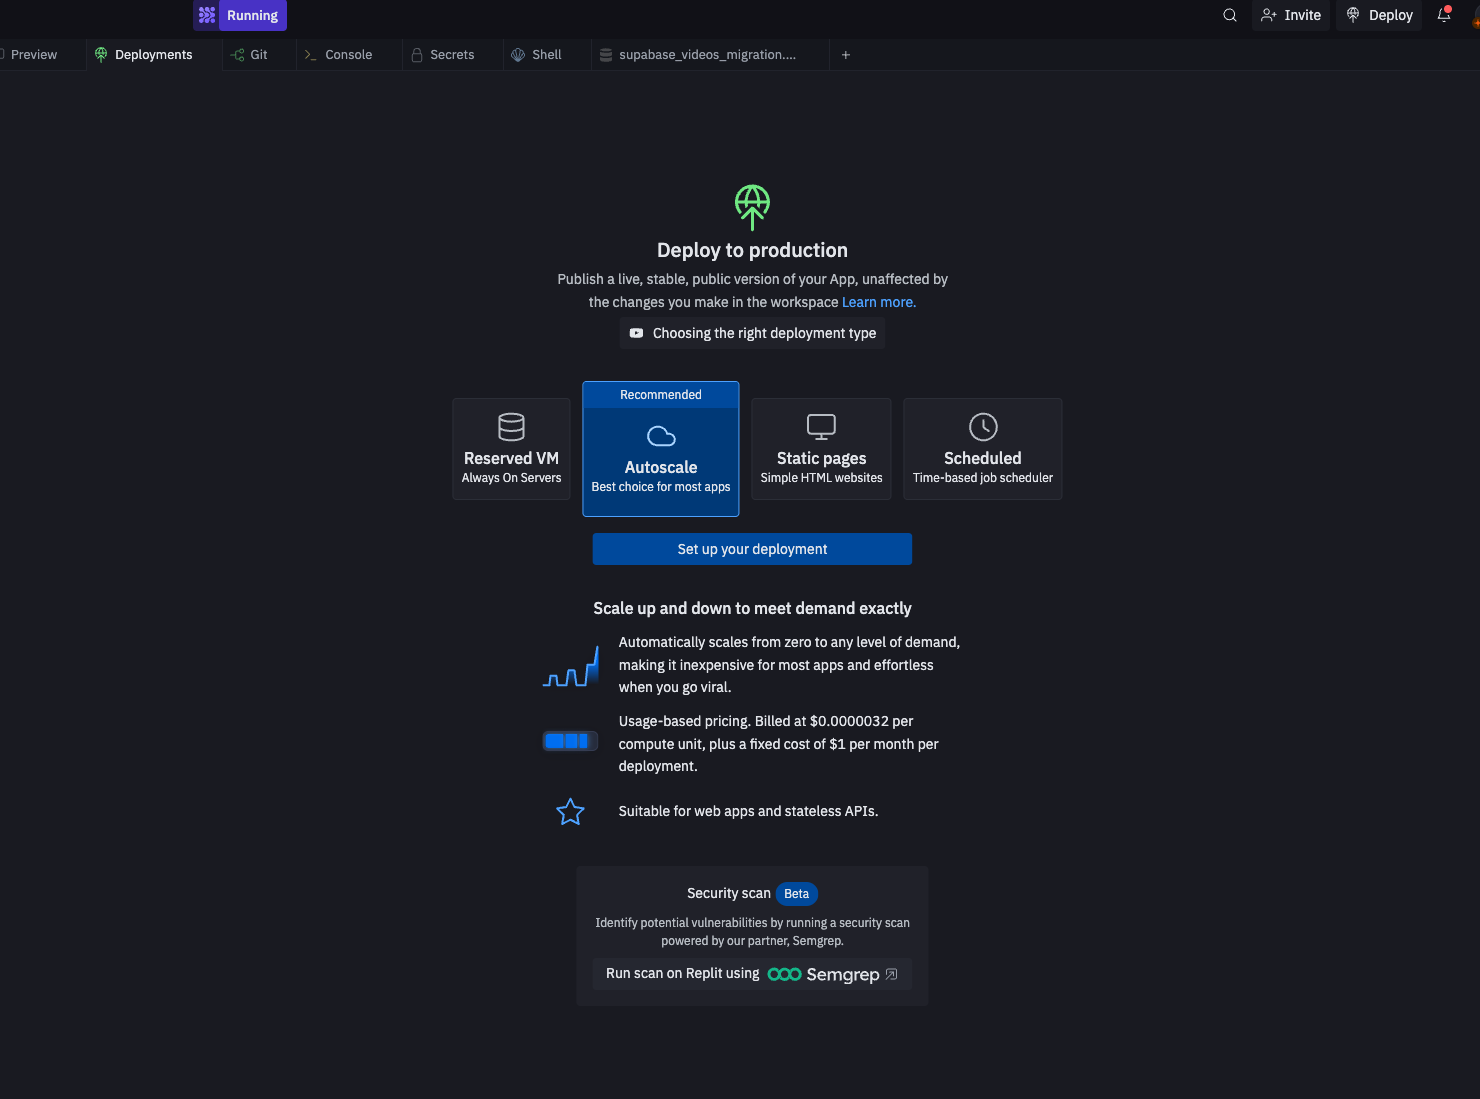 Running
Invite
Deploy
Preview
Deployments
Git
Console
Secrets
Shell
supabase_videos_migration....
Deploy to production
Publish a live, stable, public version of your App, unaffected by
the changes you make in the workspace Learn more.
Choosing the right deployment type
Reserved VM
Always On Servers
Recommended
Autoscale
Best choice for most apps
Static pages
Simple HTML websites
Scheduled
Time-based job scheduler
Set up your deployment
Scale up and down to meet demand exactly
Automatically scales from zero to any level of demand,
making it inexpensive for most apps and effortless
when you go viral.
Usage-based pricing. Billed at $0.0000032 per
compute unit, plus a fixed cost of $1 per month per
deployment.
Suitable for web apps and stateless APIs.
Security scan Beta
Identify potential vulnerabilities by running a security scan
powered by our partner, Semgrep.
Run scan on Replit using Semgrep